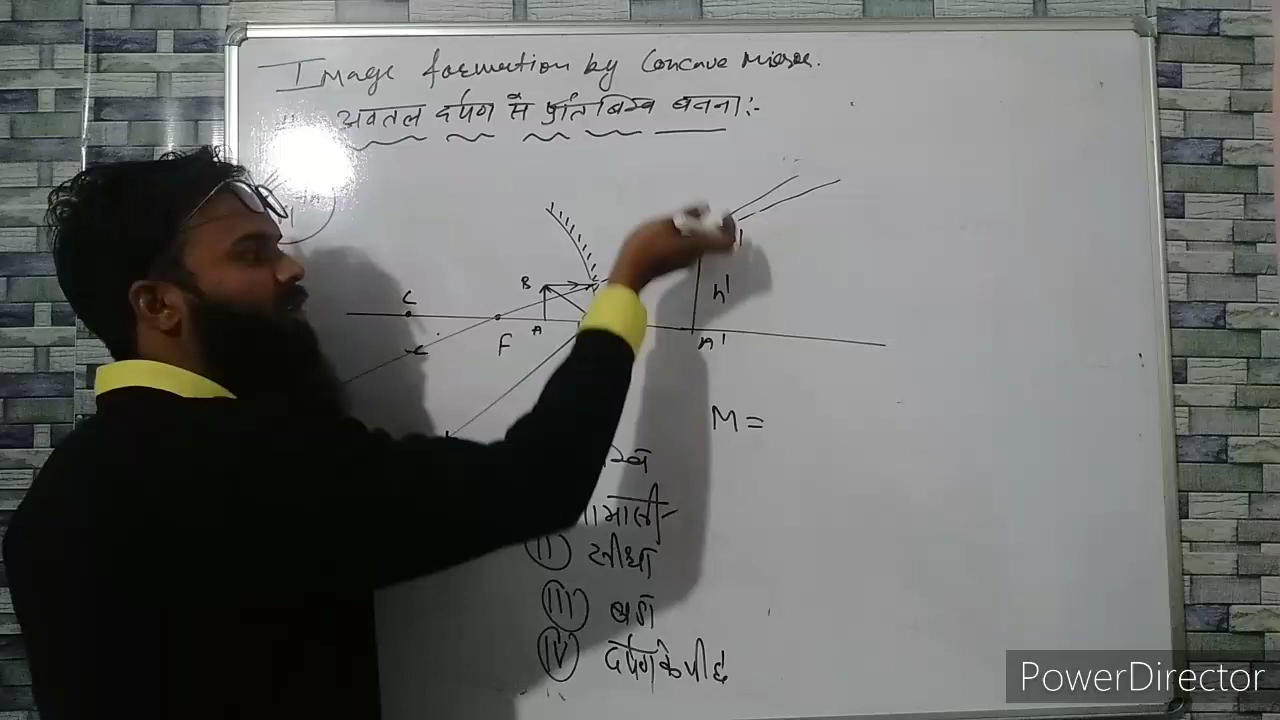 Image formation by Concave mirror.
अवतल दर्पण से प्रतिबिम्ब बनना :-
C
B
h'
F
A
A'
M =
(II) सीधा
(III) बड़ा
(IV) दर्पण के पीछे
PowerDirector